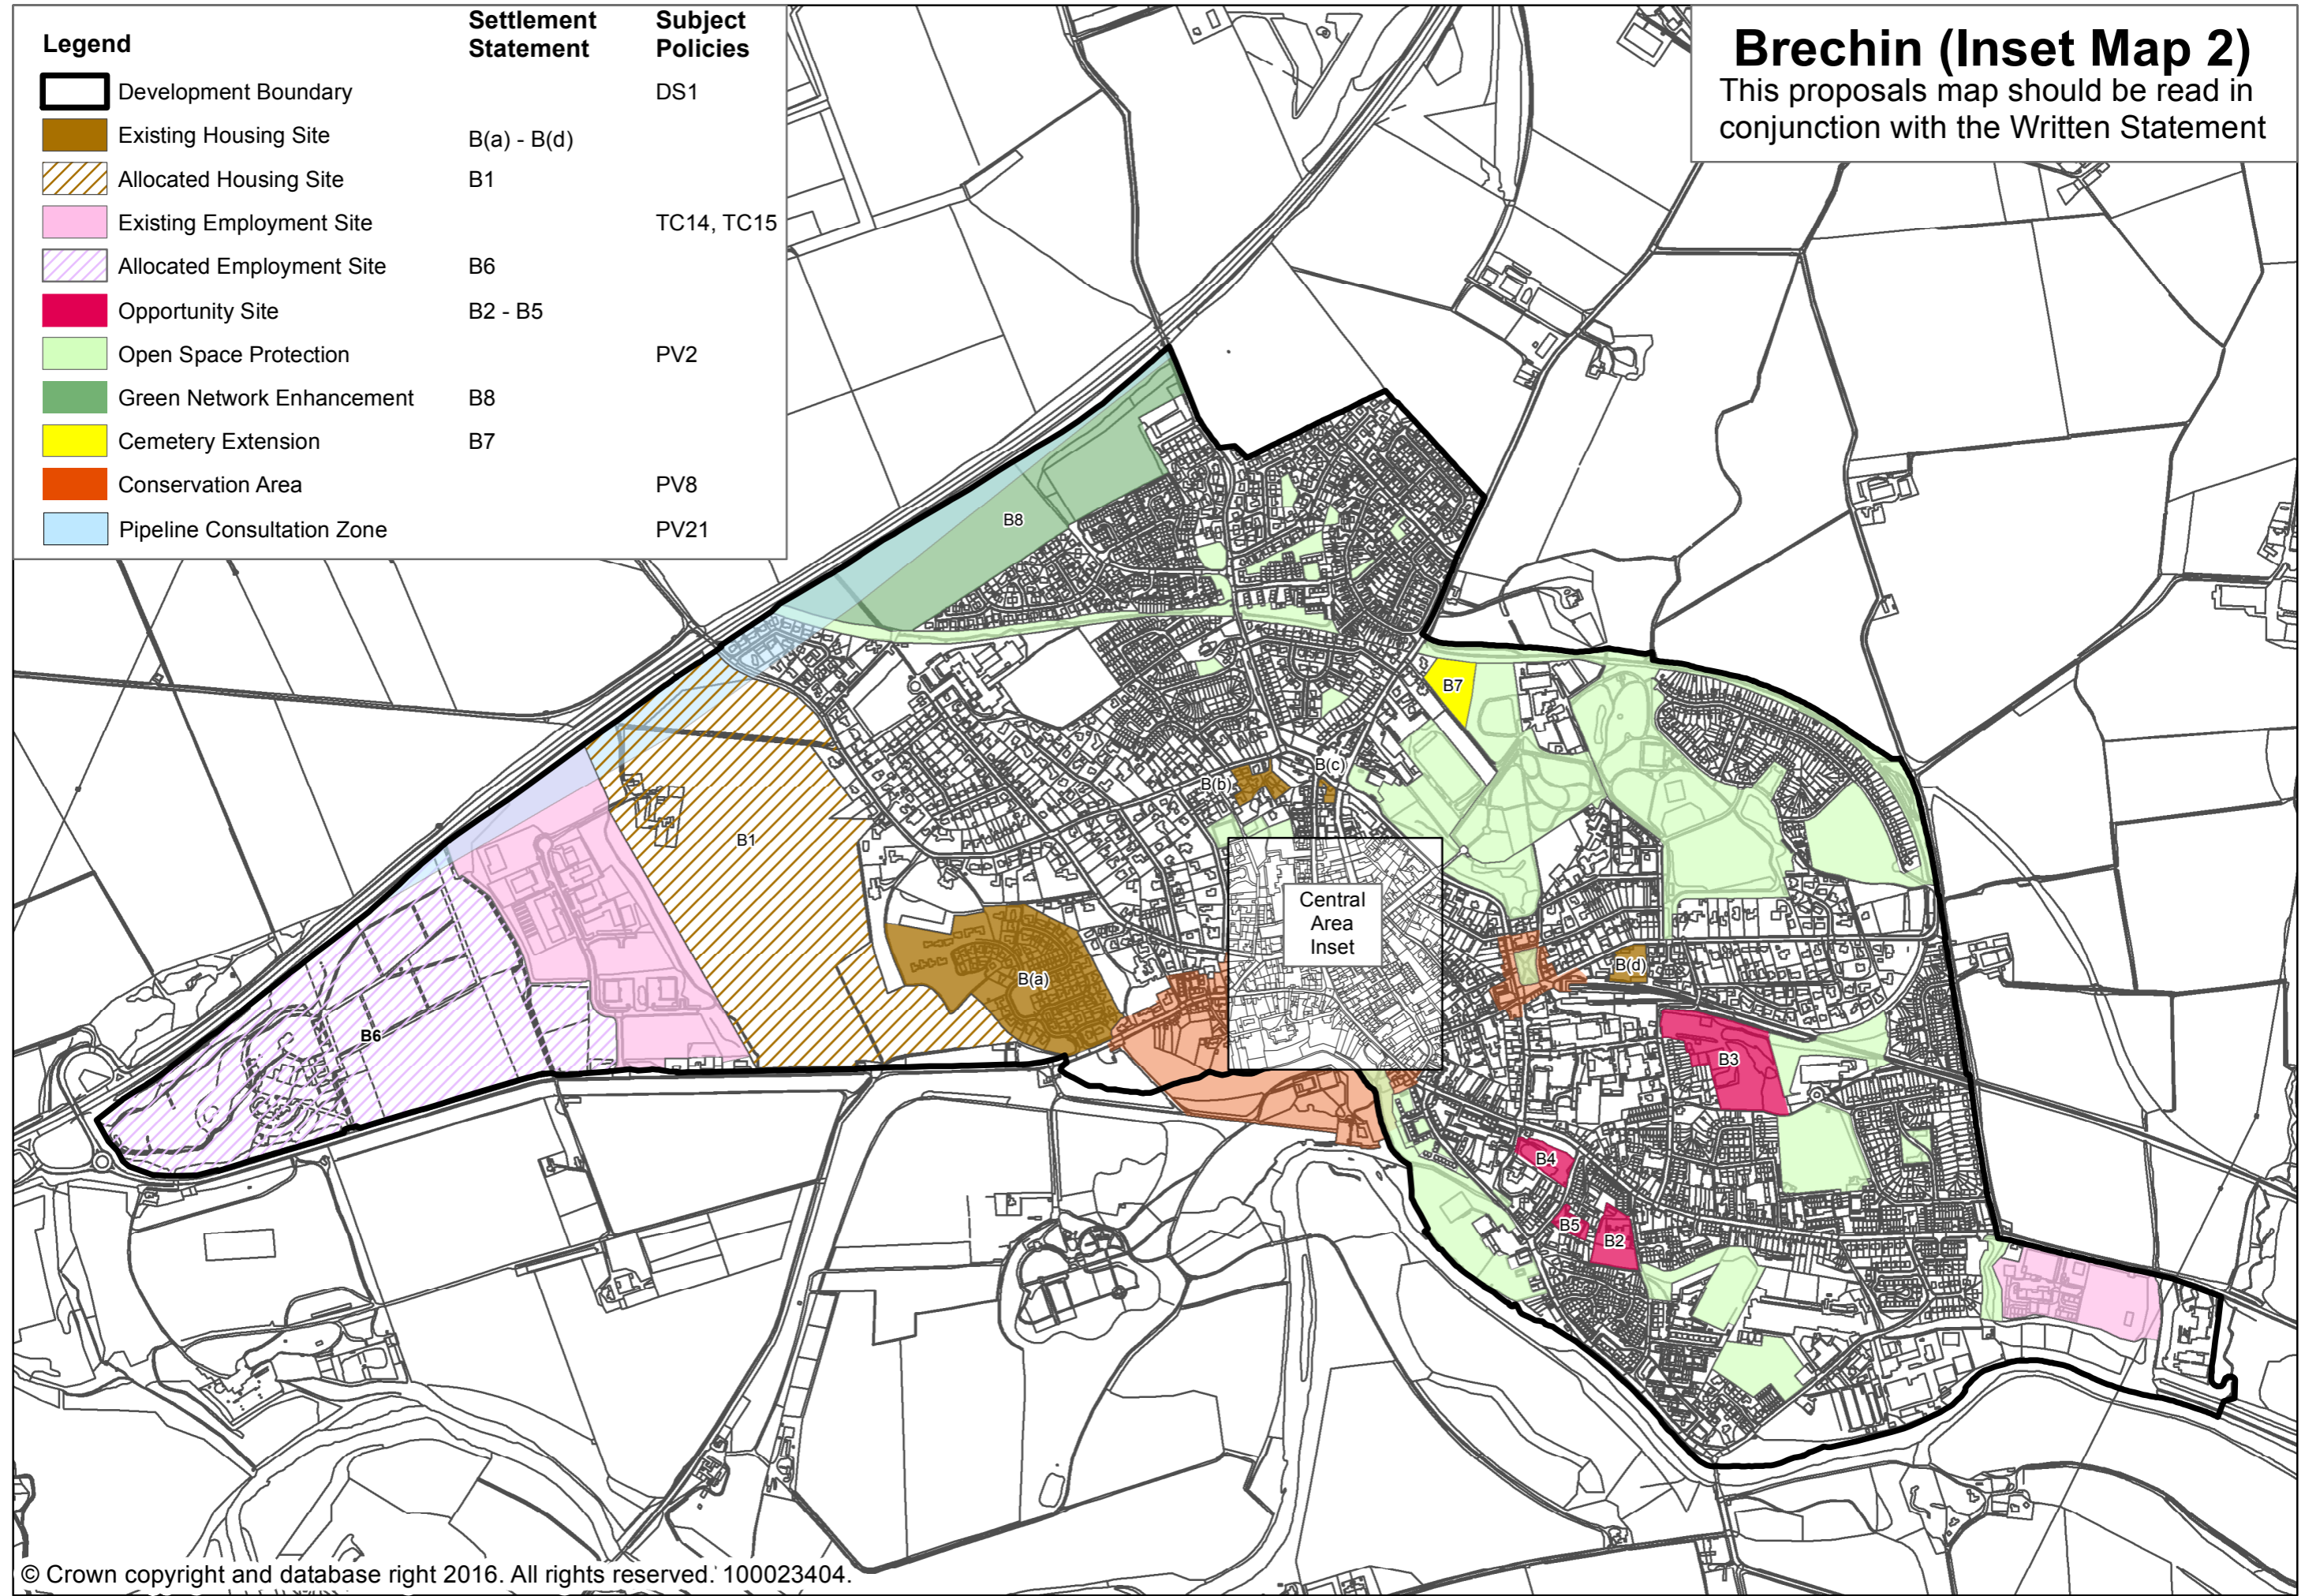 Legend
Settlement Statement
Subject Policies
Development Boundary DS1
Existing Housing Site B(a) - B(d)
Allocated Housing Site B1
Existing Employment Site TC14, TC15
Allocated Employment Site B6
Opportunity Site B2 - B5
Open Space Protection PV2
Green Network Enhancement B8
Cemetery Extension B7
Conservation Area PV8
Pipeline Consultation Zone PV21
Brechin (Inset Map 2)
This proposals map should be read in
conjunction with the Written Statement
B8
B7
B(c)
B(b)
B1
Central
Area
Inset
B(d)
B(a)
B6
B3
B4
B5
B2
© Crown copyright and database right 2016. All rights reserved. 100023404.